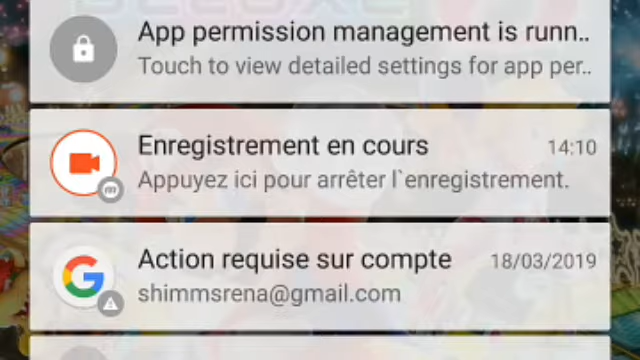 App permission management is runn..
Touch to view detailed settings for app per..
Enregistrement en cours 14:10
Appuyez ici pour arrêter l`enregistrement.
Action requise sur compte 18/03/2019
shimmsrena@gmail.com